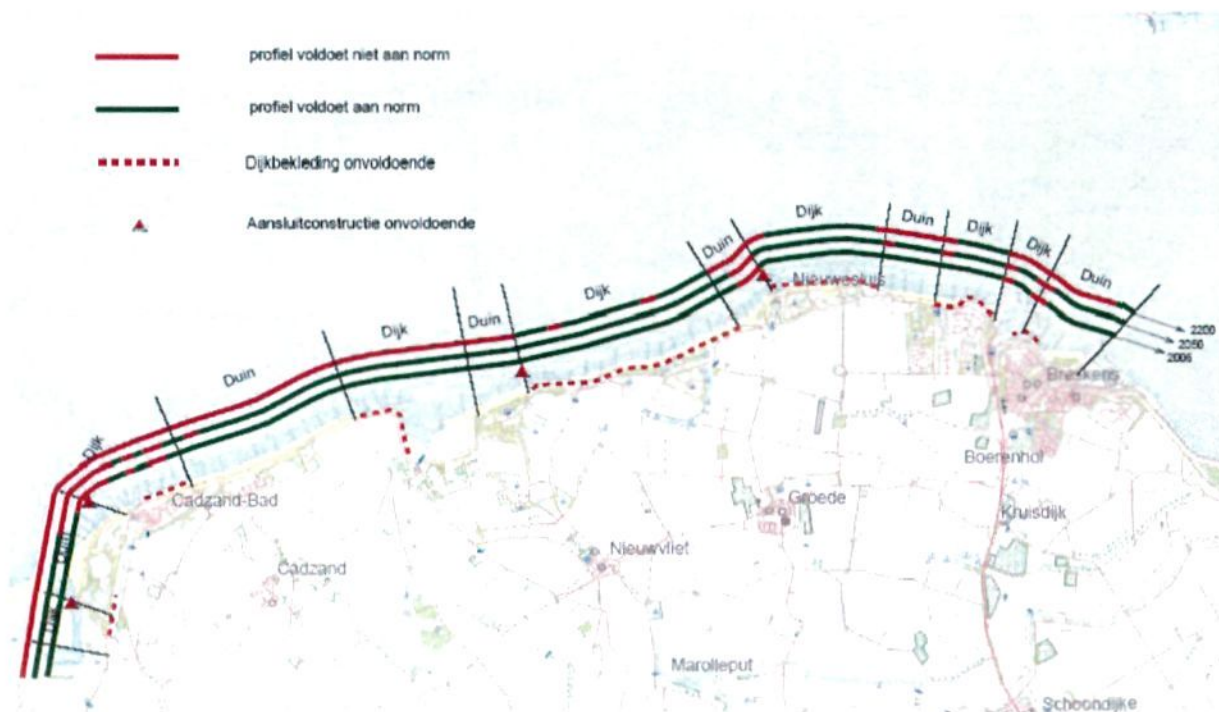 profiel voldoet niet aan norm
profiel voldoet aan norm
Dijkbekleding onvoldoende
Aansluitconstructie onvoldoende
Dijk
Duin
Dijk
Dijk
Duin
Duin
Dijk
Duin
Dijk
Duin
Dijk
Duin
Dijk
Nieuwesluis
2200
2050
2006
Breskens
Boerenhol
Cadzand-Bad
Groede
Kruisdijk
Nieuwvliet
Cadzand
Marolleput
Schoondijke